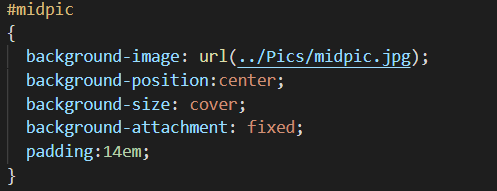 #midpic
{
background-image: url(../Pics/midpic.jpg);
background-position:center;
background-size: cover;
background-attachment: fixed;
padding:14em;
}